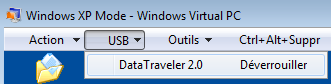 Windows XP Mode - Windows Virtual PC
Action USB Outils Ctrl+Alt+Suppr
DataTraveler 2.0 Déverrouiller